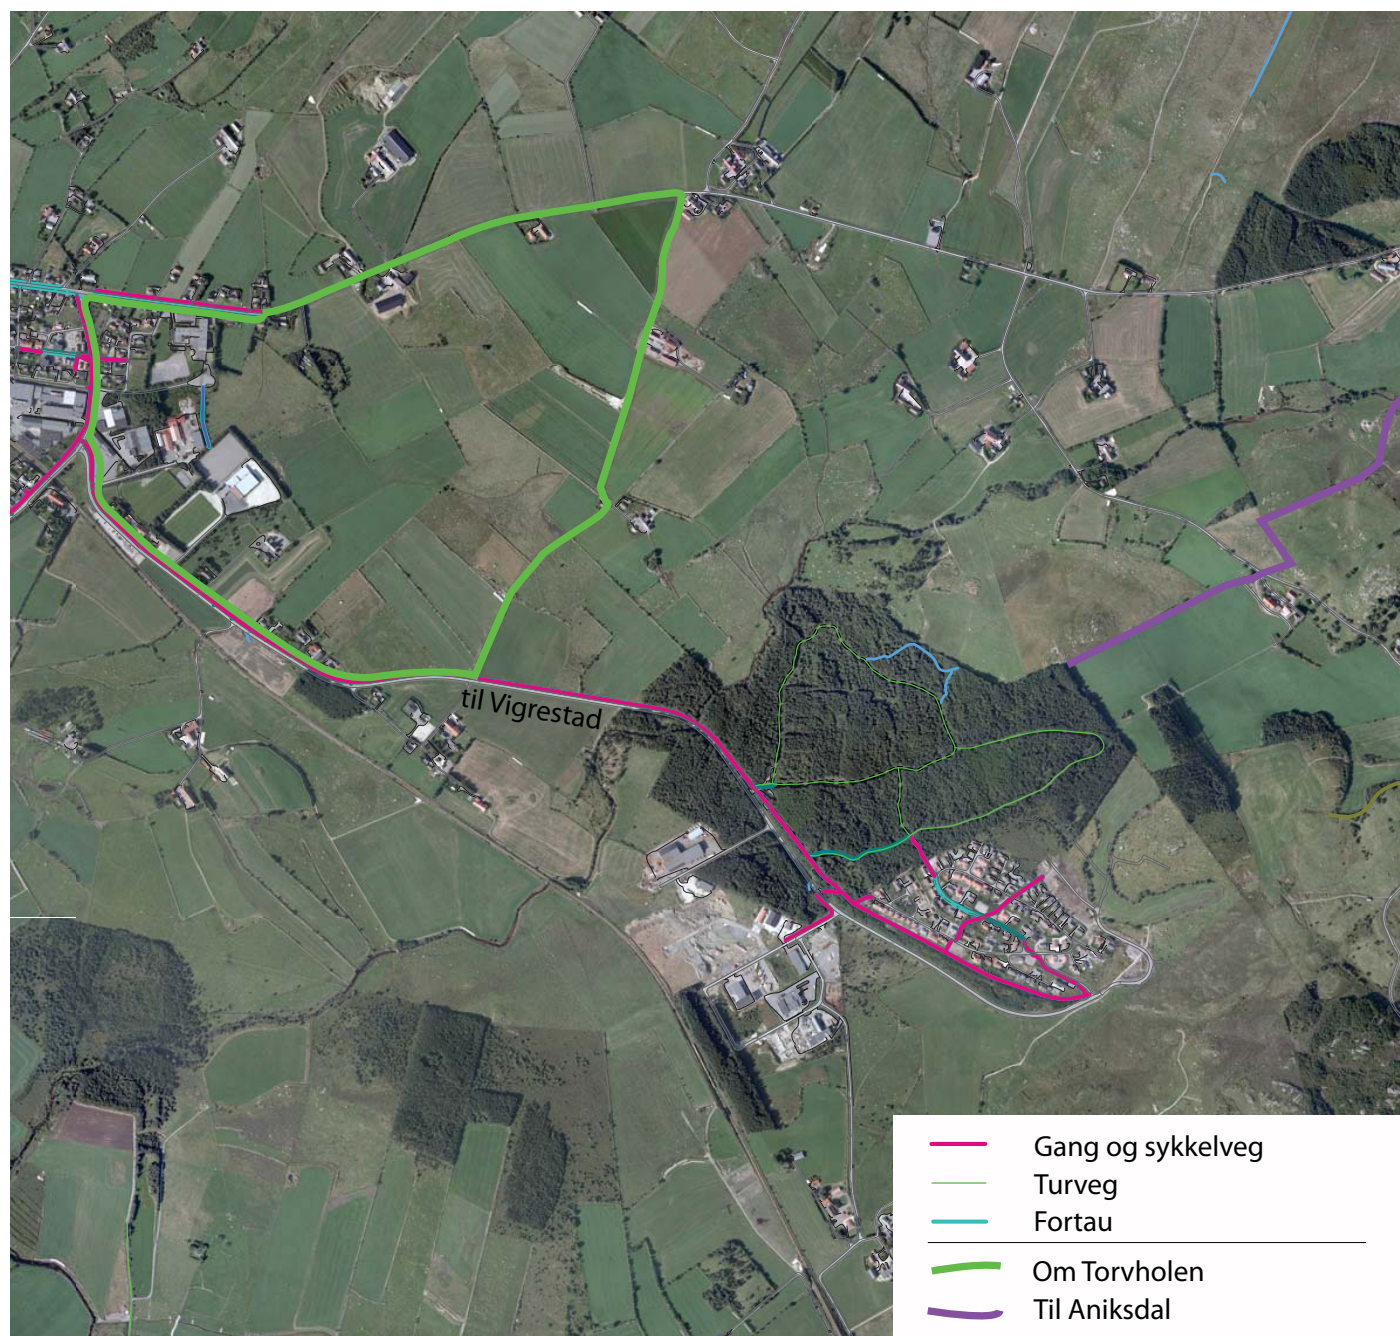 til Vigrestad
Gang og sykkelveg
Turveg
Fortau
Om Torvholen
Til Aniksdal